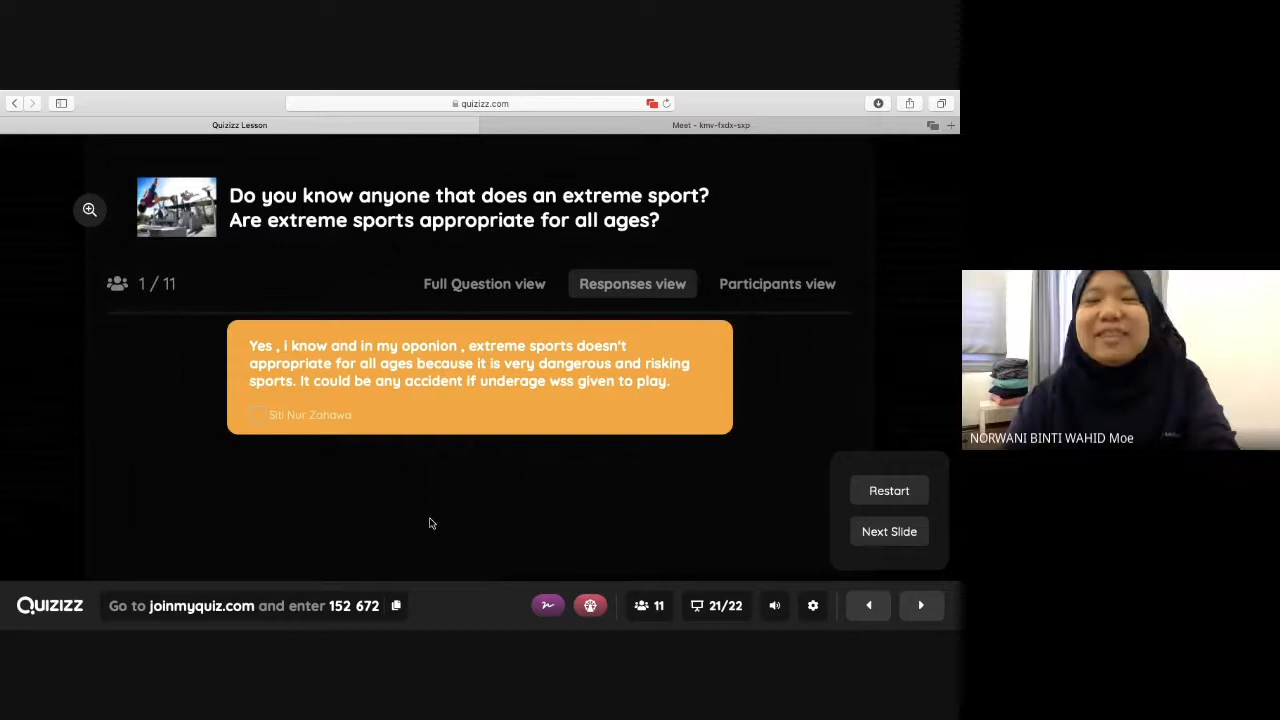 quizizz.com
Quizizz Lesson
Meet - kmv-fxdx-sxp
Do you know anyone that does an extreme sport?
Are extreme sports appropriate for all ages?
1 / 11
Full Question view
Responses view
Participants view
Yes , i know and in my oponion , extreme sports doesn't
appropriate for all ages because it is very dangerous and risking
sports. It could be any accident if underage wss given to play.
Siti Nur Zahawa
NORWANI BINTI WAHID Moe
Restart
Next Slide
QUIZIZZ
Go to joinmyquiz.com and enter 152 672
11
21/22